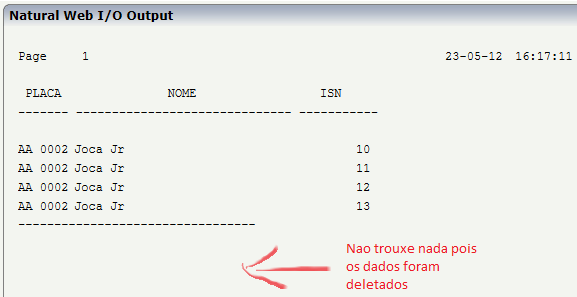 Natural Web I/O Output
Page 1 23-05-12 16:17:11
PLACA NOME ISN
------- ------------------------------ -----------
AA 0002 Joca Jr 10
AA 0002 Joca Jr 11
AA 0002 Joca Jr 12
AA 0002 Joca Jr 13
---------------------------------
Nao trouxe nada pois
os dados foram
deletados